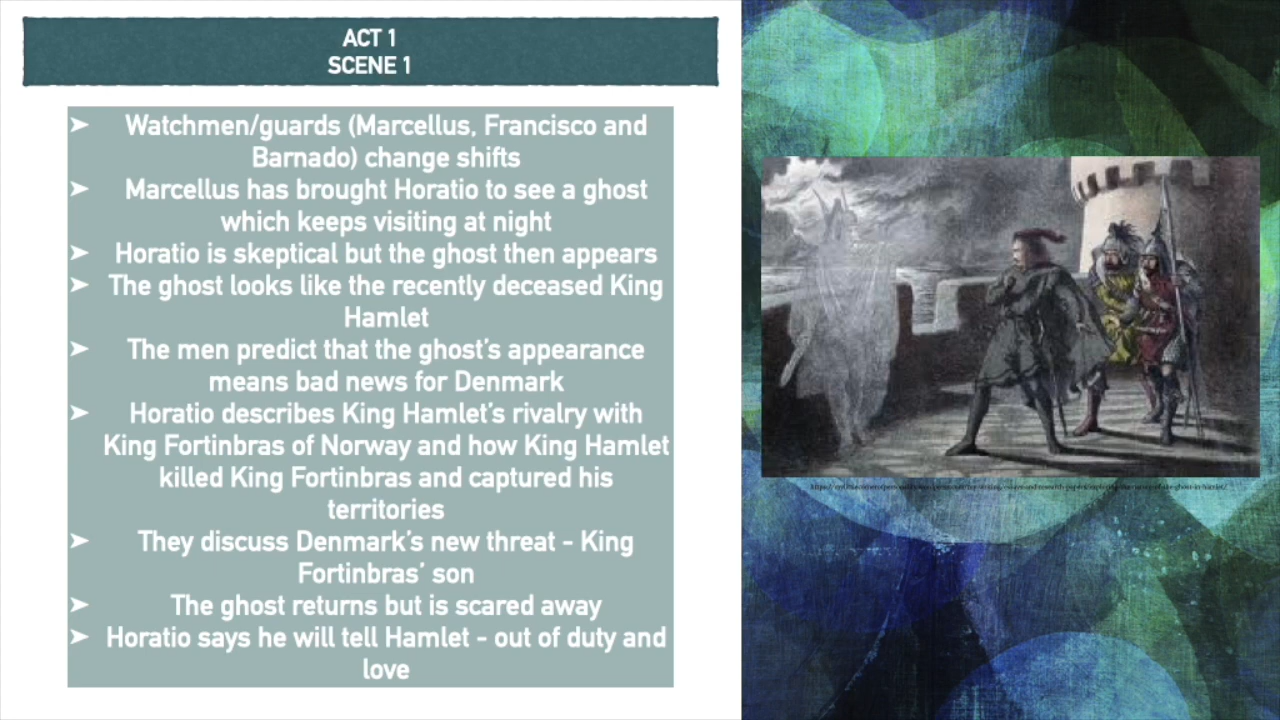 ACT 1
SCENE 1
➤ Watchmen/guards (Marcellus, Francisco and
Barnado) change shifts
➤ Marcellus has brought Horatio to see a ghost
which keeps visiting at night
➤ Horatio is skeptical but the ghost then appears
➤ The ghost looks like the recently deceased King
Hamlet
➤ The men predict that the ghost’s appearance
means bad news for Denmark
➤ Horatio describes King Hamlet’s rivalry with
King Fortinbras of Norway and how King Hamlet
killed King Fortinbras and captured his
territories
➤ They discuss Denmark’s new threat - King
Fortinbras’ son
➤ The ghost returns but is scared away
➤ Horatio says he will tell Hamlet - out of duty and
love